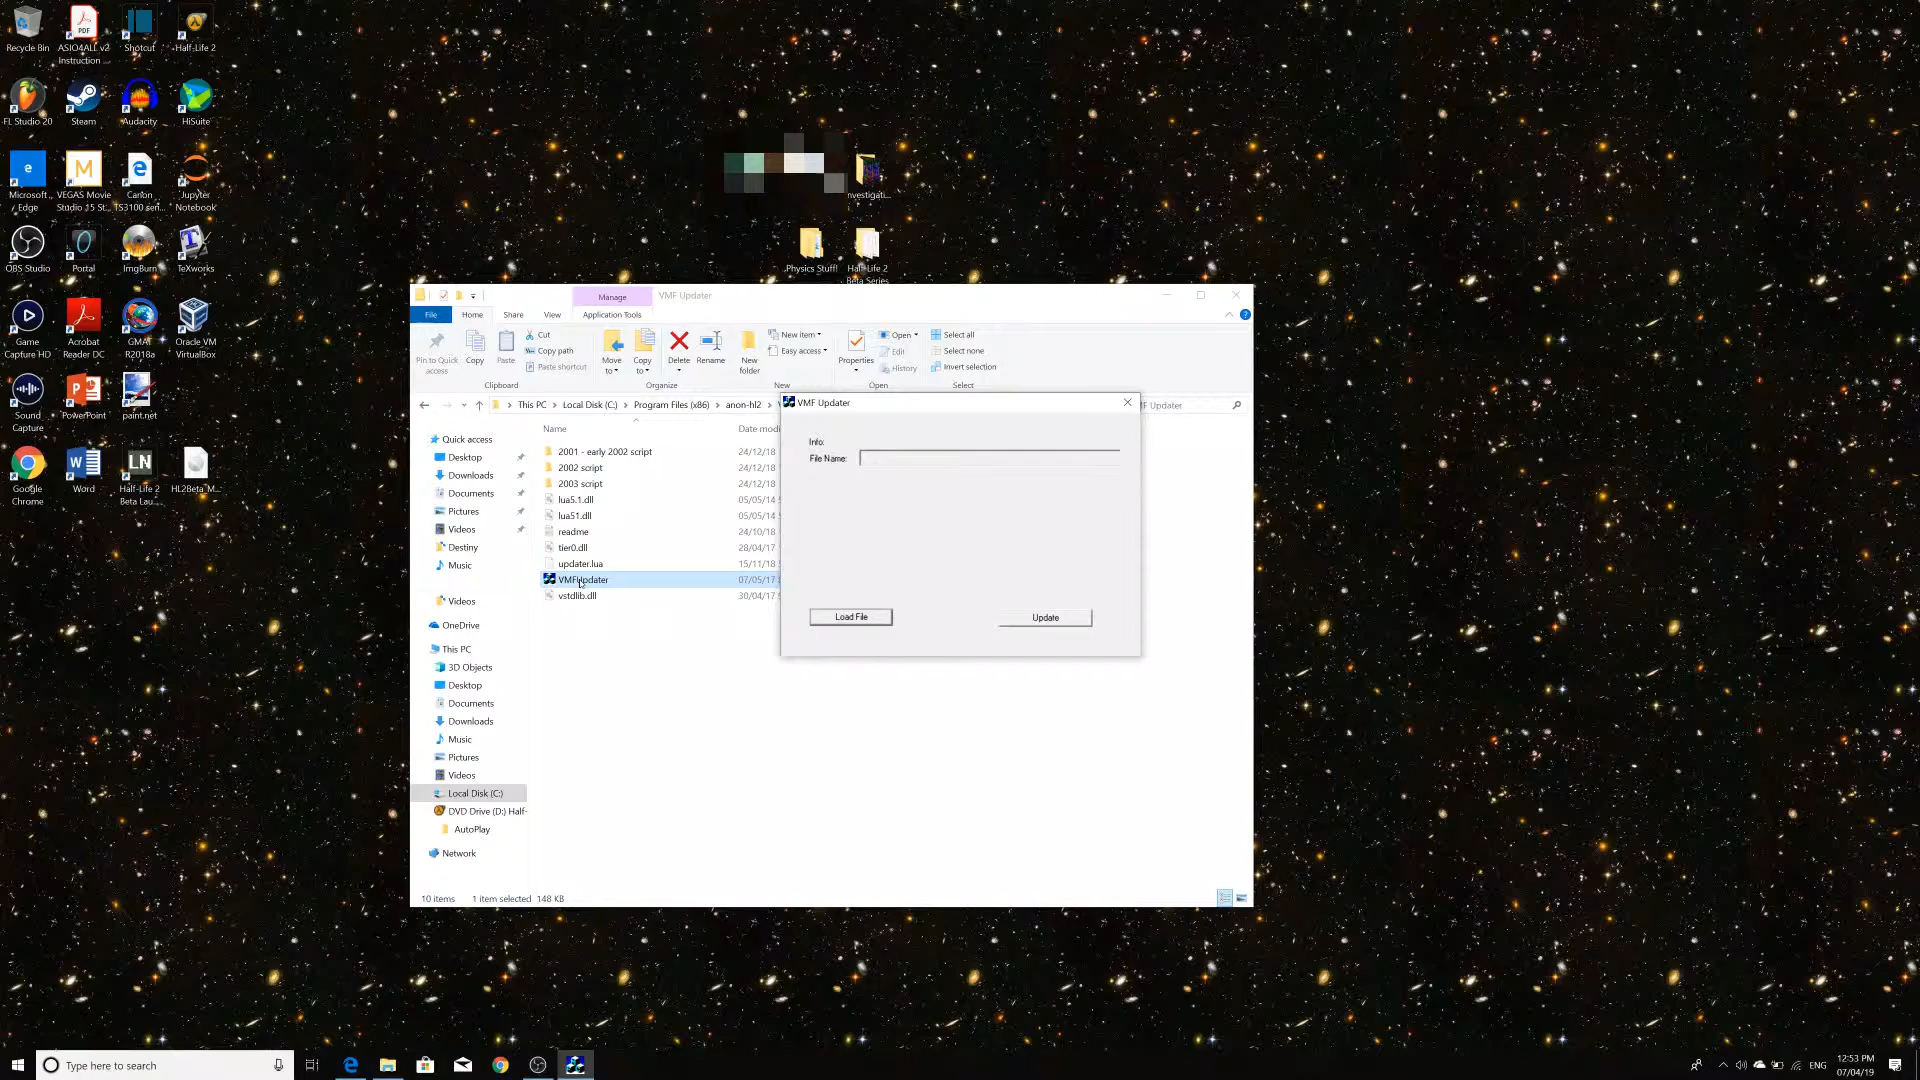 Recycle Bin
ASIO4ALL v2 Instruction ...
Shotcut
Half-Life 2
FL Studio 20
Steam
Audacity
HiSuite
Microsoft Edge
VEGAS Movie Studio 15 St...
Canon TS3100 seri...
Jupyter Notebook
OBS Studio
Portal
ImgBurn
TeXworks
Game Capture HD
Acrobat Reader DC
GMAT R2018a
Oracle VM VirtualBox
Sound Capture
PowerPoint
paint.net
Google Chrome
Word
Half-Life 2 Beta Lau...
HL2Beta_M...
nvestigati...
Physics Stuff!
Half-Life 2 Beta Series
Manage
VMF Updater
File
Home
Share
View
Application Tools
Pin to Quick access
Copy
Paste
Cut
Copy path
Paste shortcut
Clipboard
Move to
Copy to
Delete
Rename
Organize
New folder
New item
Easy access
New
Properties
Open
Edit
History
Open
Select all
Select none
Invert selection
Select
This PC > Local Disk (C:) > Program Files (x86) > anon-hl2 >
MF Updater
Quick access
Desktop
Downloads
Documents
Pictures
Videos
Destiny
Music
Videos
OneDrive
This PC
3D Objects
Desktop
Documents
Downloads
Music
Pictures
Videos
Local Disk (C:)
DVD Drive (D:) Half-
AutoPlay
Network
Name
Date modi
2001 - early 2002 script 24/12/18
2002 script 24/12/18
2003 script 24/12/18
lua5.1.dll 05/05/14
lua51.dll 05/05/14
readme 24/10/18
tier0.dll 28/04/17
updater.lua 15/11/18
VMFUpdater 07/05/17
vstdlib.dll 30/04/17
VMF Updater
Info:
File Name:
Load File
Update
10 items
1 item selected 148 KB
Type here to search
ENG
12:53 PM
07/04/19